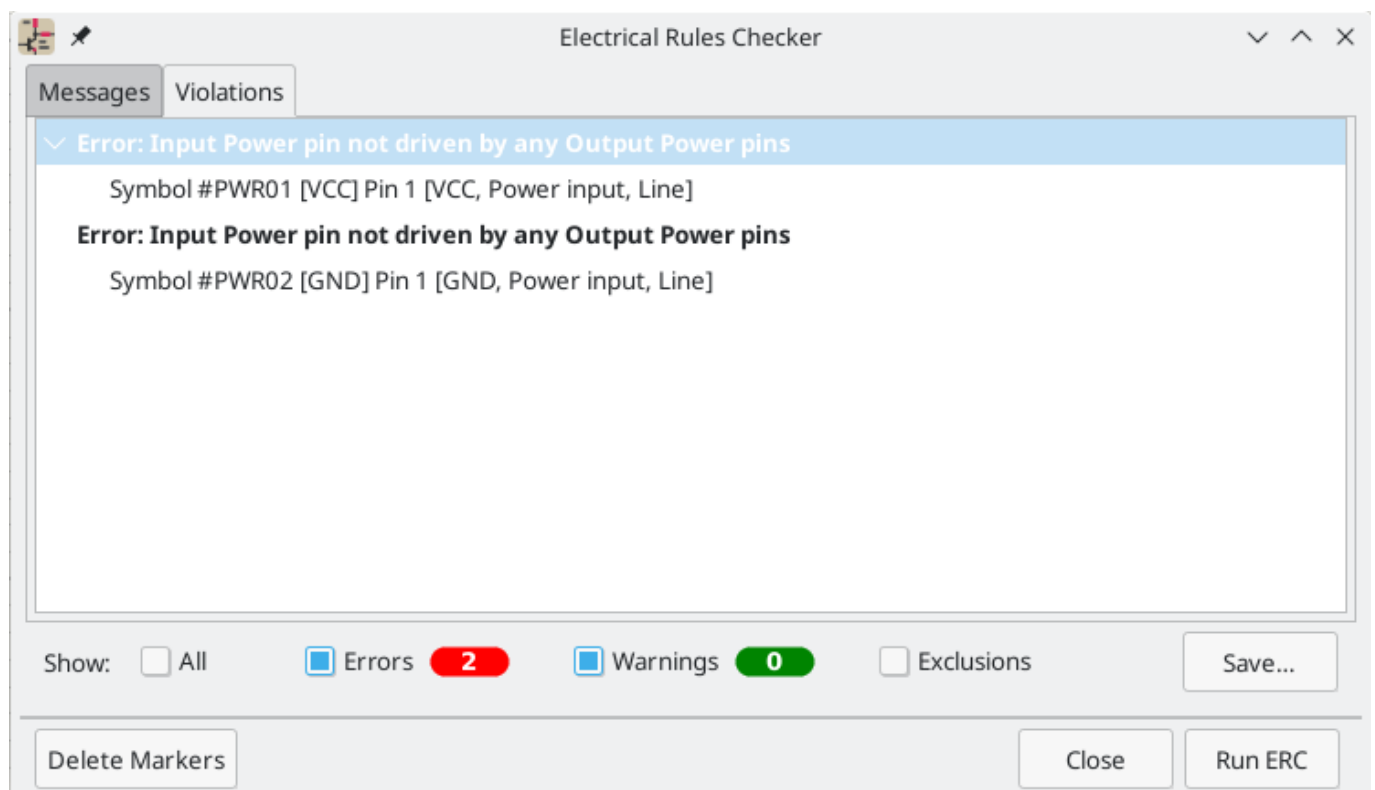 Electrical Rules Checker
Messages Violations
Error: Input Power pin not driven by any Output Power pins
Symbol #PWR01 [VCC] Pin 1 [VCC, Power input, Line]
Error: Input Power pin not driven by any Output Power pins
Symbol #PWR02 [GND] Pin 1 [GND, Power input, Line]
Show: All Errors 2 Warnings 0 Exclusions Save...
Delete Markers Close Run ERC